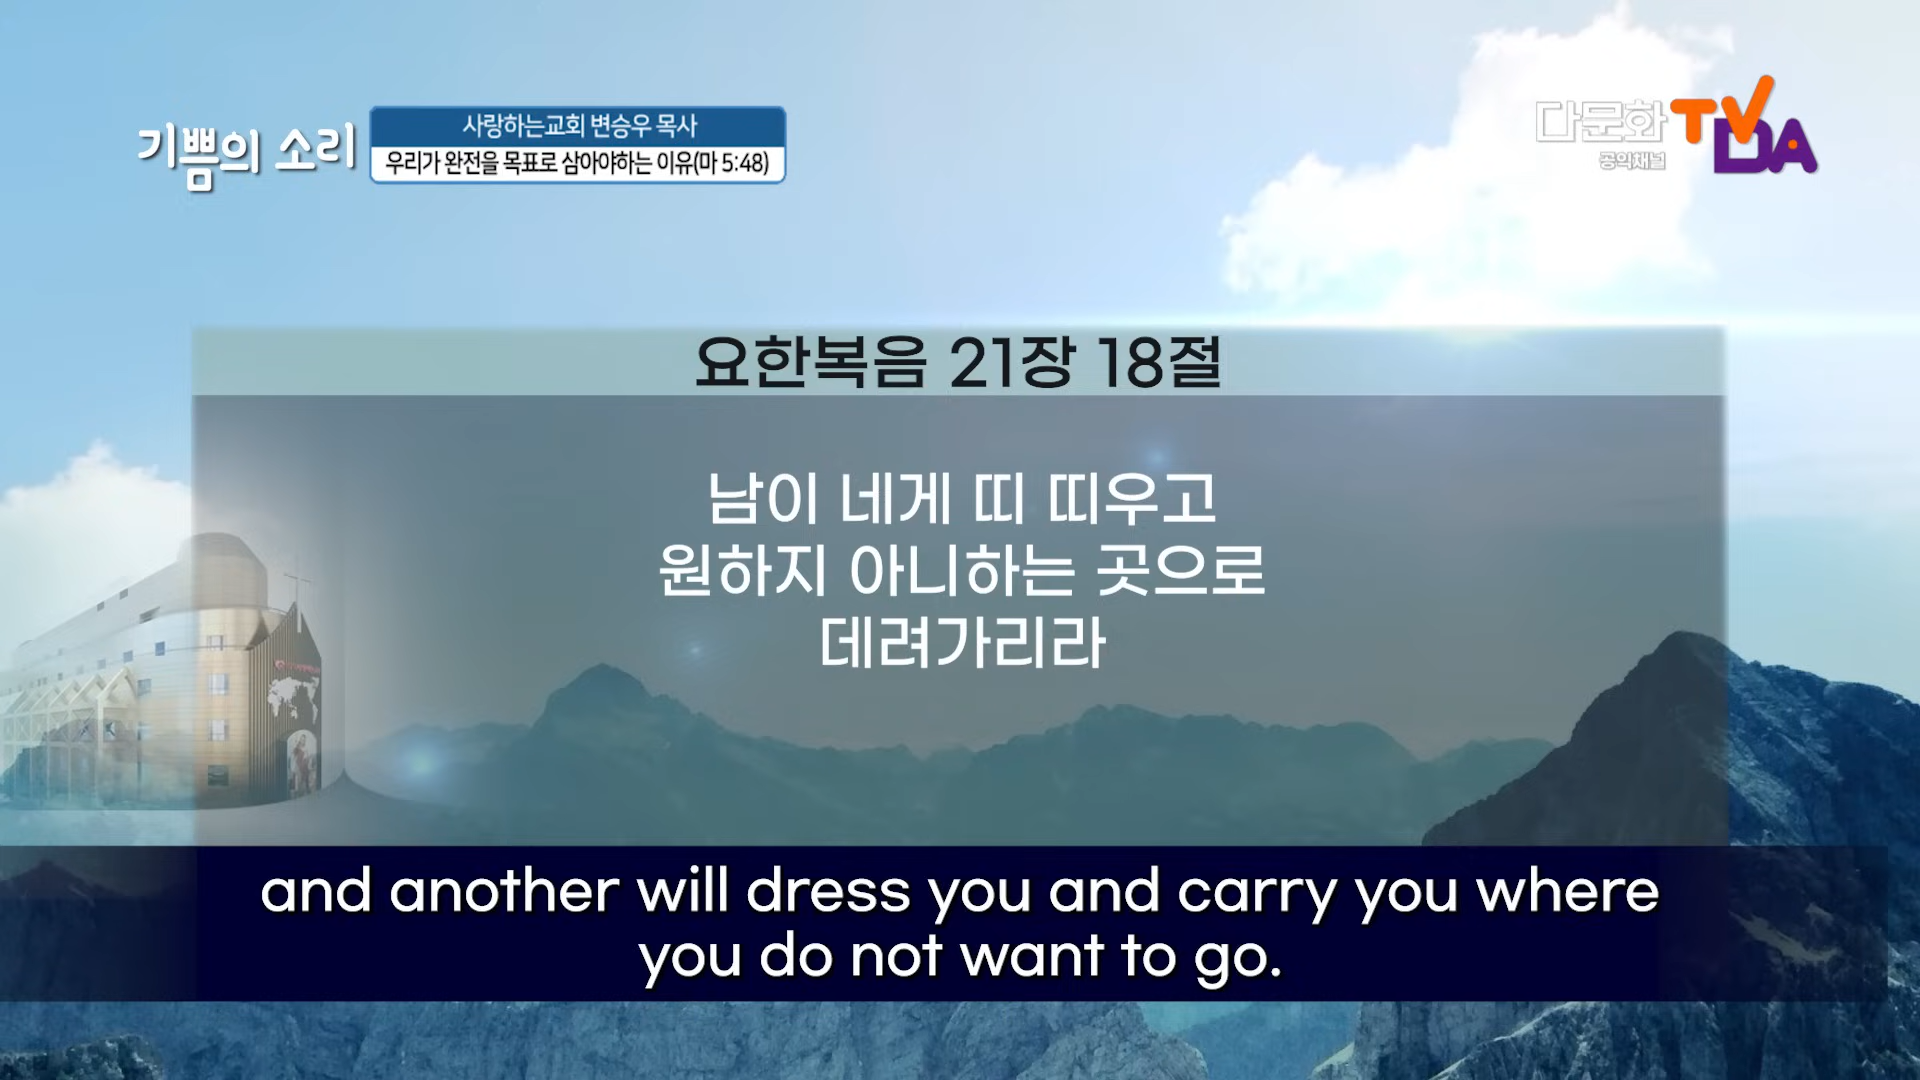 기쁨의 소리
사랑하는교회 변승우 목사
우리가 완전을 목표로 삼아야하는 이유(마 5:48)
다문화 TV
공익채널 DA
요한복음 21장 18절
남이 네게 띠 띠우고
원하지 아니하는 곳으로
데려가리라
and another will dress you and carry you where
you do not want to go.